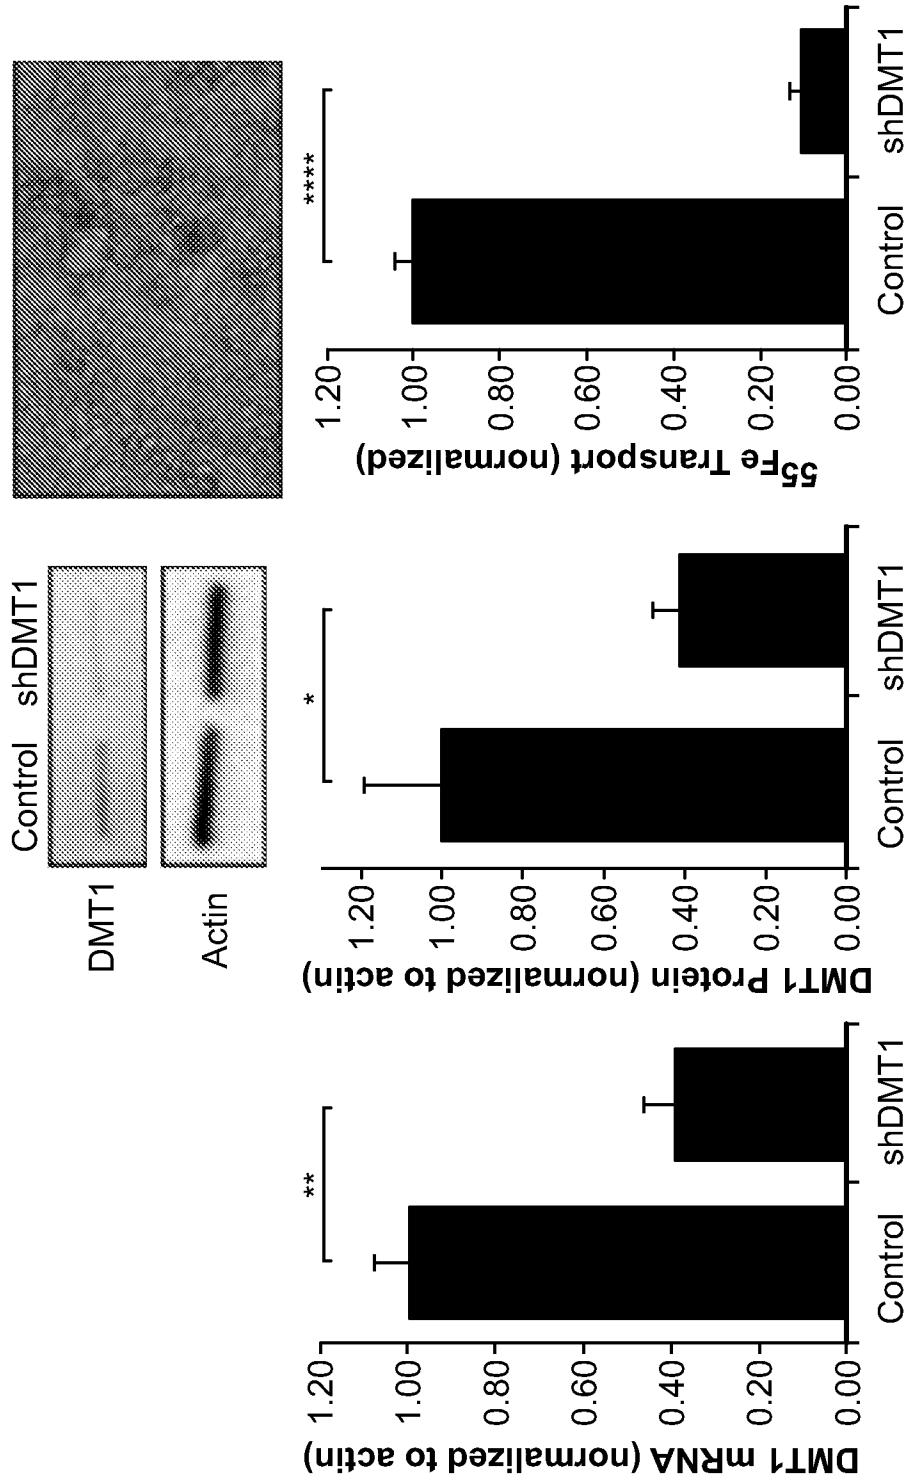 DMT1 mRNA (normalized to actin)
1.20
1.00
0.80
0.60
0.40
0.20
0.00
**
Control
shDMT1
Control shDMT1
DMT1
Actin
DMT1 Protein (normalized to actin)
1.20
1.00
0.80
0.60
0.40
0.20
0.00
*
Control
shDMT1
⁵⁵Fe Transport (normalized)
1.20
1.00
0.80
0.60
0.40
0.20
0.00
****
Control
shDMT1